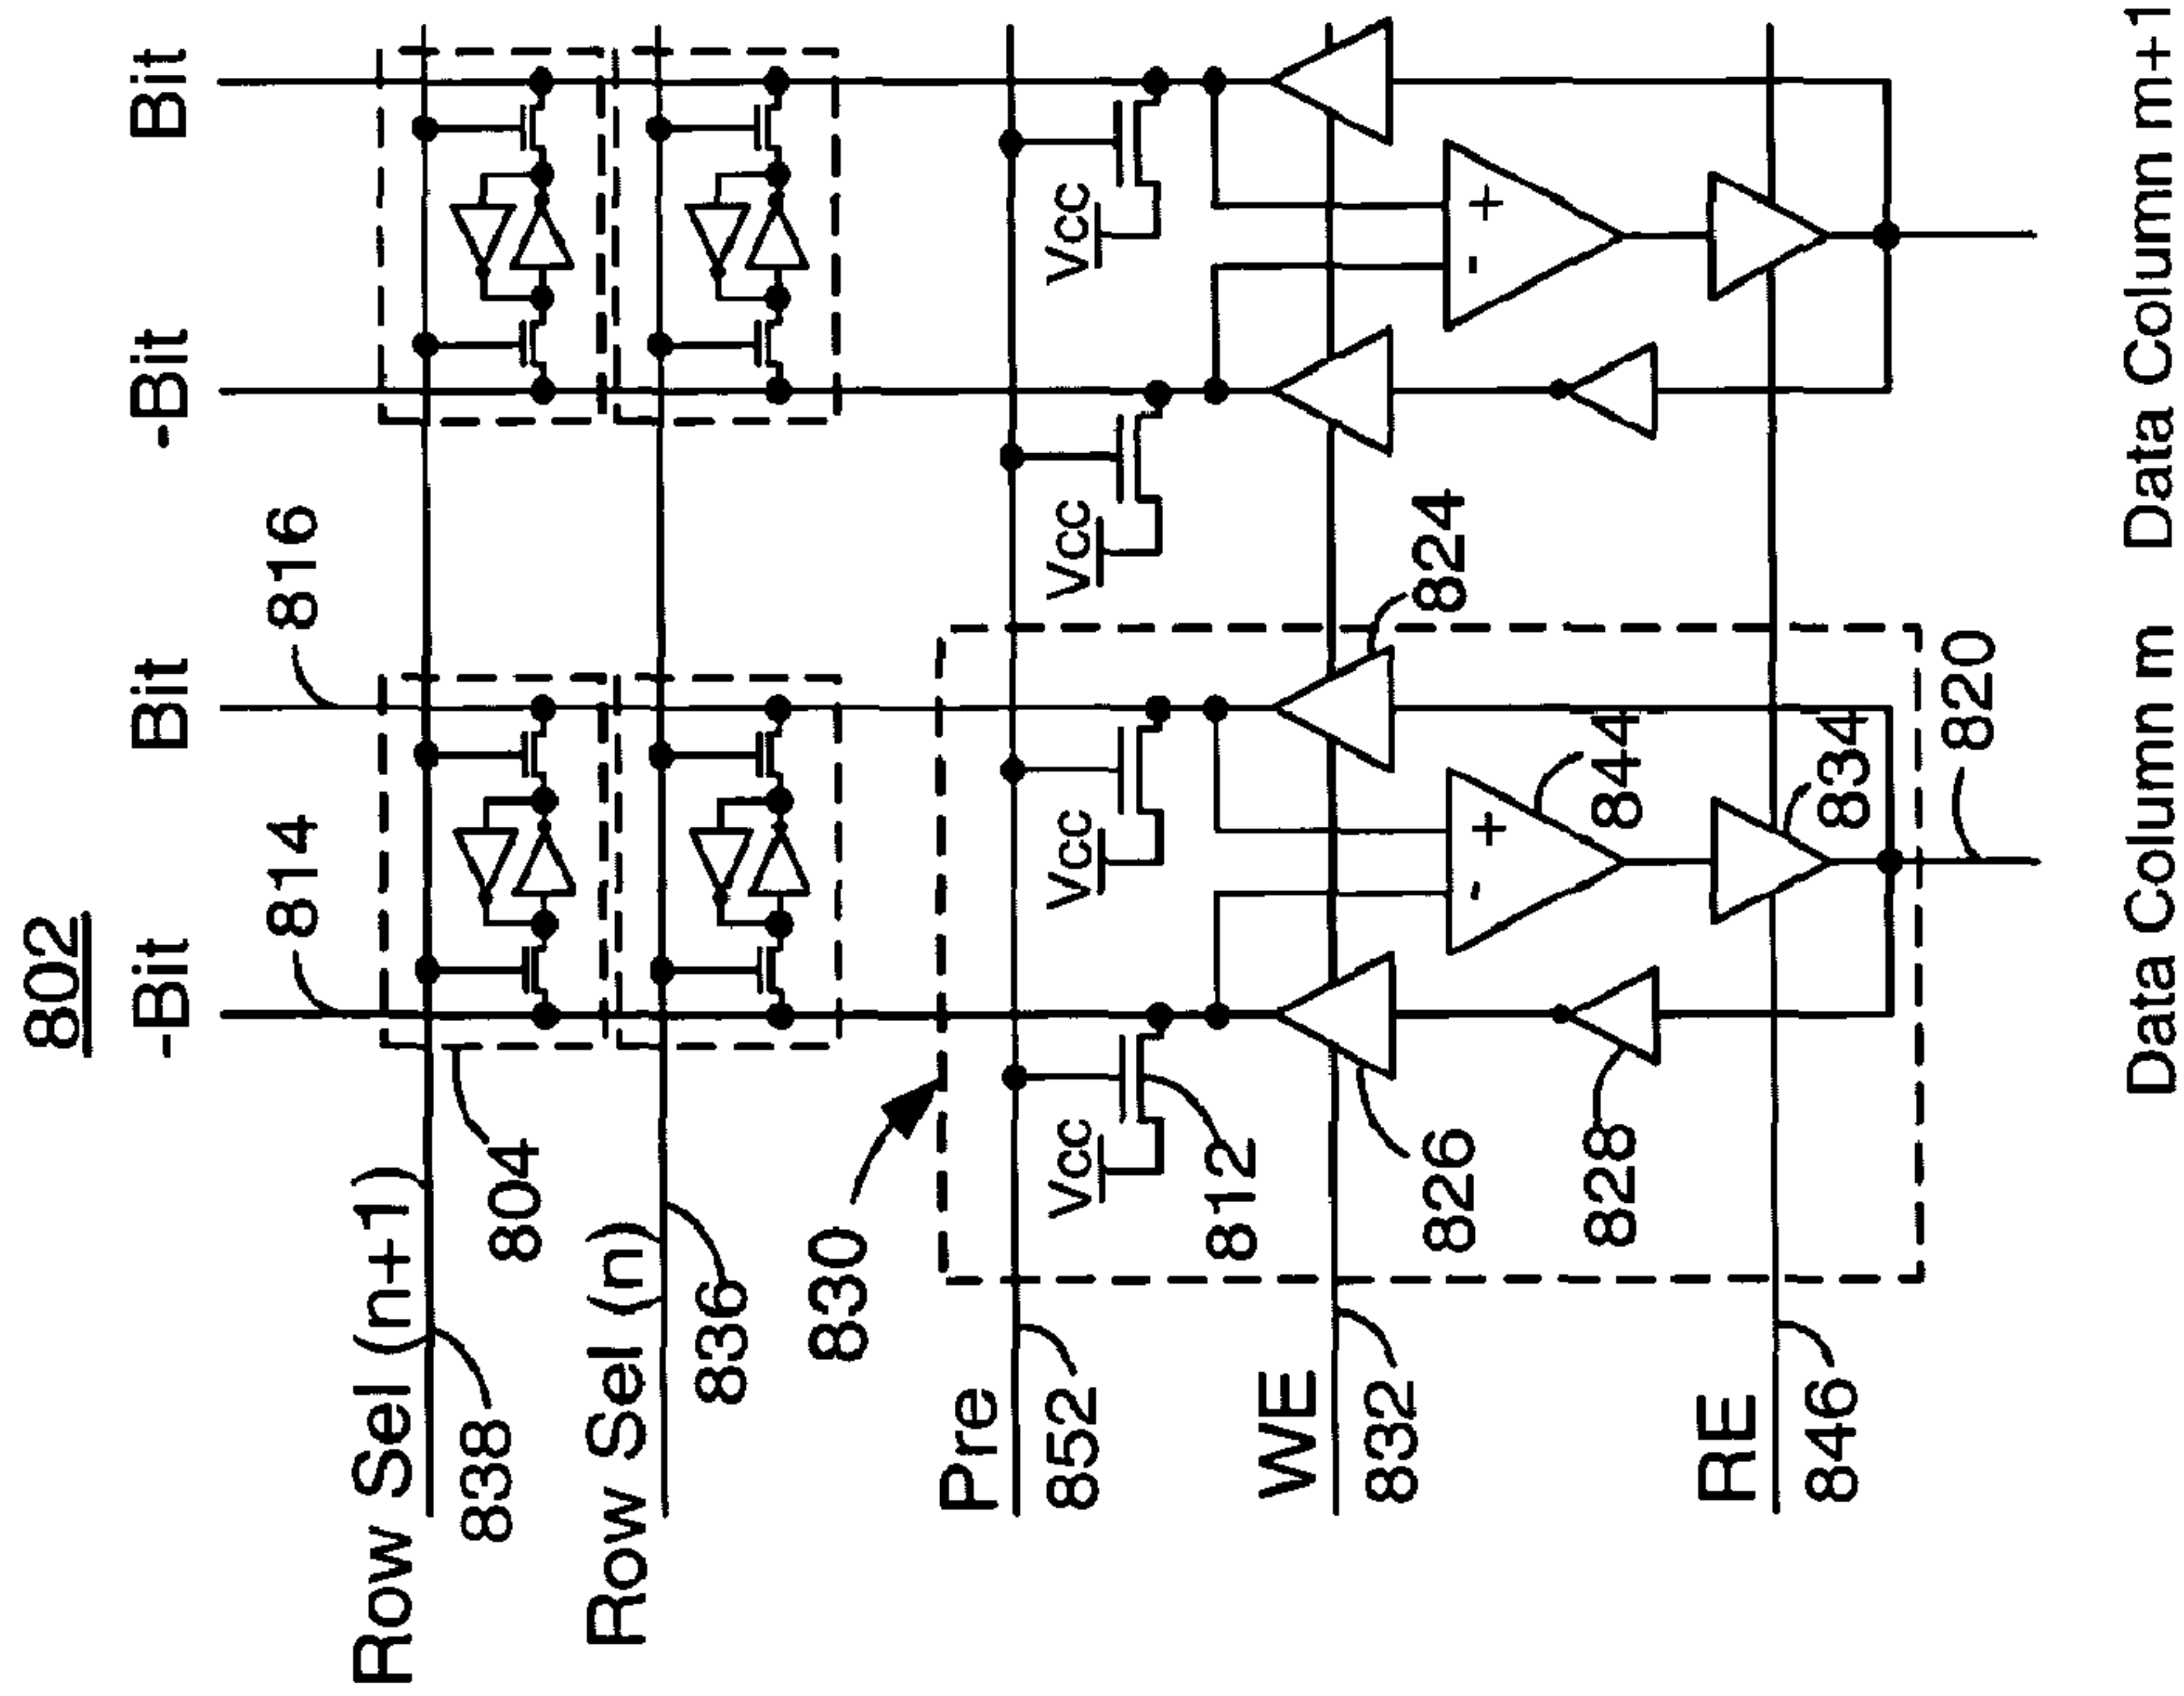 802
-Bit
Bit
-Bit
Bit
814
816
Row Sel (n+1)
838
804
Row Sel (n)
836
830
Pre
852
Vcc
Vcc
Vcc
Vcc
812
WE
832
826
824
+
-
+
-
844
828
RE
846
834
820
Data Column m
Data Column m+1